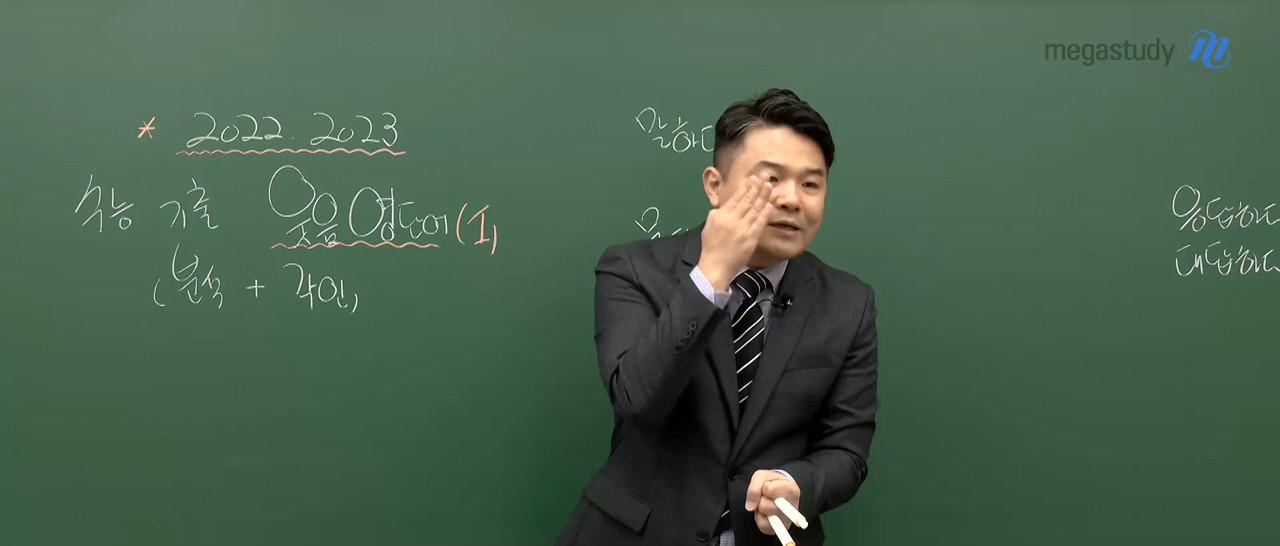 megastudy
* 2022. 2023
수능 기출 옷음영단어 (I)
(분석 + 각인)
말하다
응답하다
대답하다